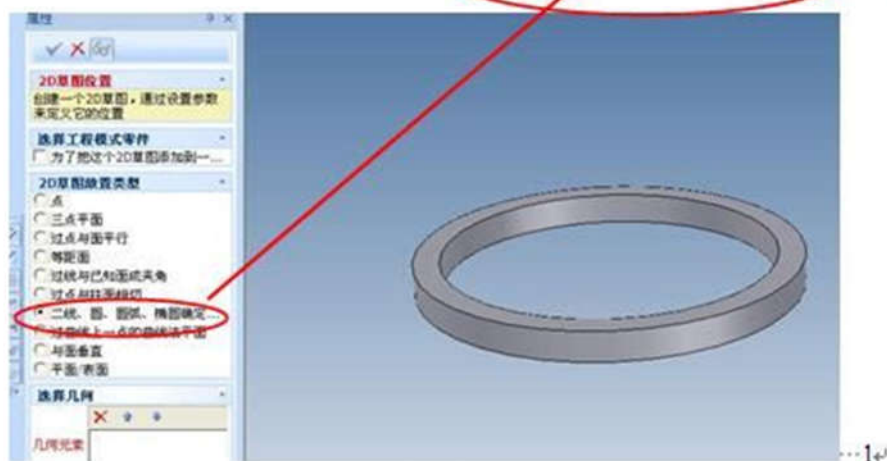 属性
2D草图位置
创建一个2D草图，通过设置参数
来定义它的位置
选择工程模式零件
为了把这个2D草图添加到一...
2D草图放置类型
点
三点平面
过点与面平行
等距面
过线与已知面成夹角
过点与柱面相切
二线、圆、圆弧、椭圆确定...
过曲线上一点的曲线法平面
与面垂直
平面/表面
选择几何
几何元素
...1